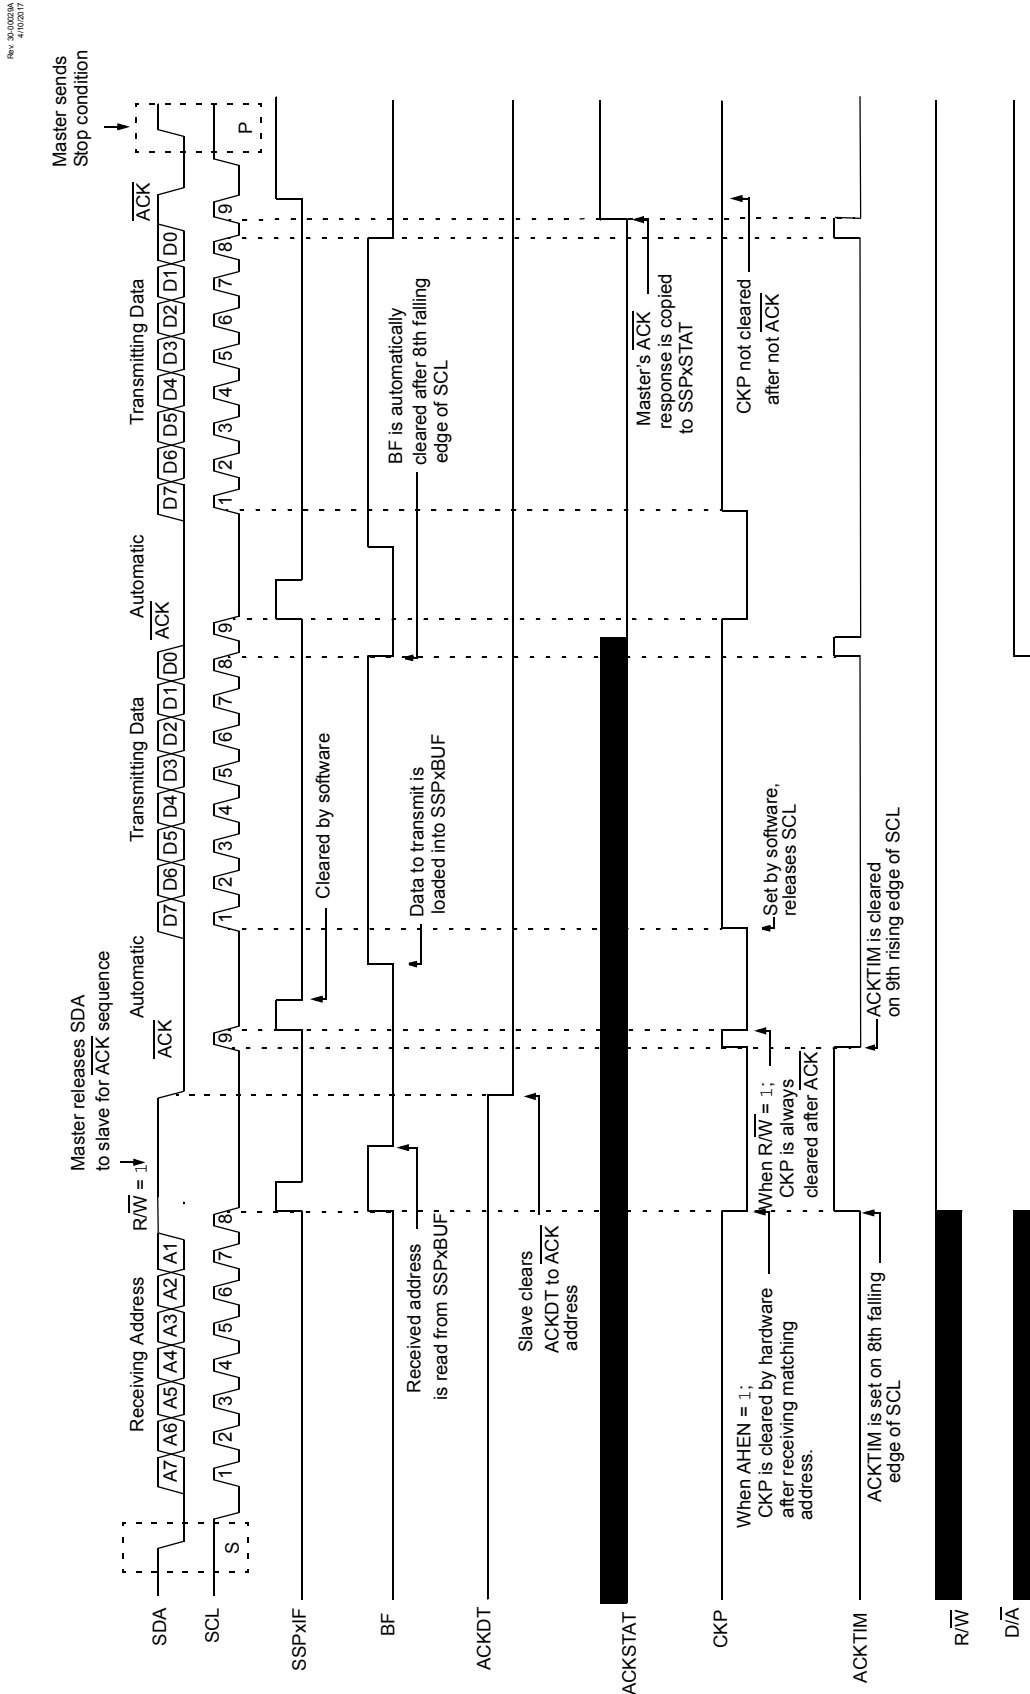 Rev. 30-00029A
4/10/2017
Master sends
Stop condition
Master releases SDA
to slave for ACK sequence
Receiving Address
R/W = 1
Automatic
ACK
Transmitting Data
Automatic
ACK
Transmitting Data
ACK
SDA
A7 A6 A5 A4 A3 A2 A1
D7 D6 D5 D4 D3 D2 D1 D0
D7 D6 D5 D4 D3 D2 D1 D0
SCL
S
1 2 3 4 5 6 7 8 9
1 2 3 4 5 6 7 8 9
1 2 3 4 5 6 7 8 9
P
SSPxIF
Cleared by software
BF
Received address
is read from SSPxBUF
Data to transmit is
loaded into SSPxBUF
BF is automatically
cleared after 8th falling
edge of SCL
ACKDT
Slave clears
ACKDT to ACK
address
ACKSTAT
Master's ACK
response is copied
to SSPxSTAT
CKP
When AHEN = 1;
CKP is cleared by hardware
after receiving matching
address.
When R/W = 1;
CKP is always
cleared after ACK
Set by software,
releases SCL
CKP not cleared
after not ACK
ACKTIM
ACKTIM is set on 8th falling
edge of SCL
ACKTIM is cleared
on 9th rising edge of SCL
R/W
D/A